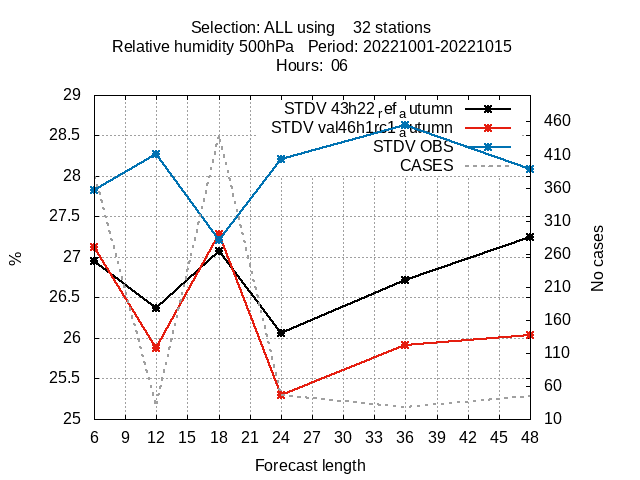 Selection: ALL using    32 stations
Relative humidity 500hPa   Period: 20221001-20221015
Hours:  06
STDV 43h22_ref_autumn
STDV val46h1rc1_autumn
STDV OBS
CASES
29
28.5
28
27.5
27
26.5
26
25.5
25
%
460
410
360
310
260
210
160
110
60
10
No cases
6 9 12 15 18 21 24 27 30 33 36 39 42 45 48
Forecast length